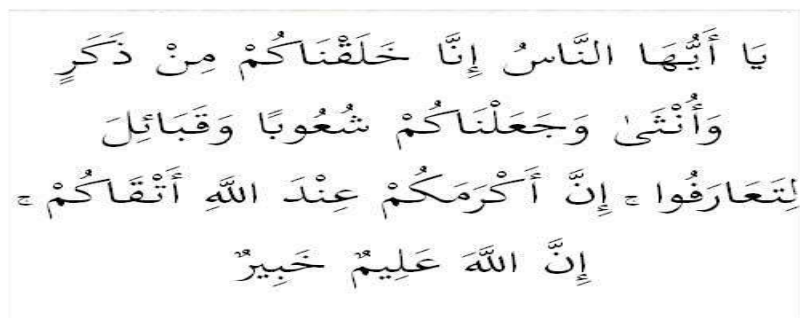 يَا أَيُّهَا النَّاسُ إِنَّا خَلَقْنَاكُمْ مِنْ ذَكَرٍ
وَأُنْثَىٰ وَجَعَلْنَاكُمْ شُعُوبًا وَقَبَائِلَ
لِتَعَارَفُوا ۚ إِنَّ أَكْرَمَكُمْ عِنْدَ اللَّهِ أَتْقَاكُمْ ۚ
إِنَّ اللَّهَ عَلِيمٌ خَبِيرٌ